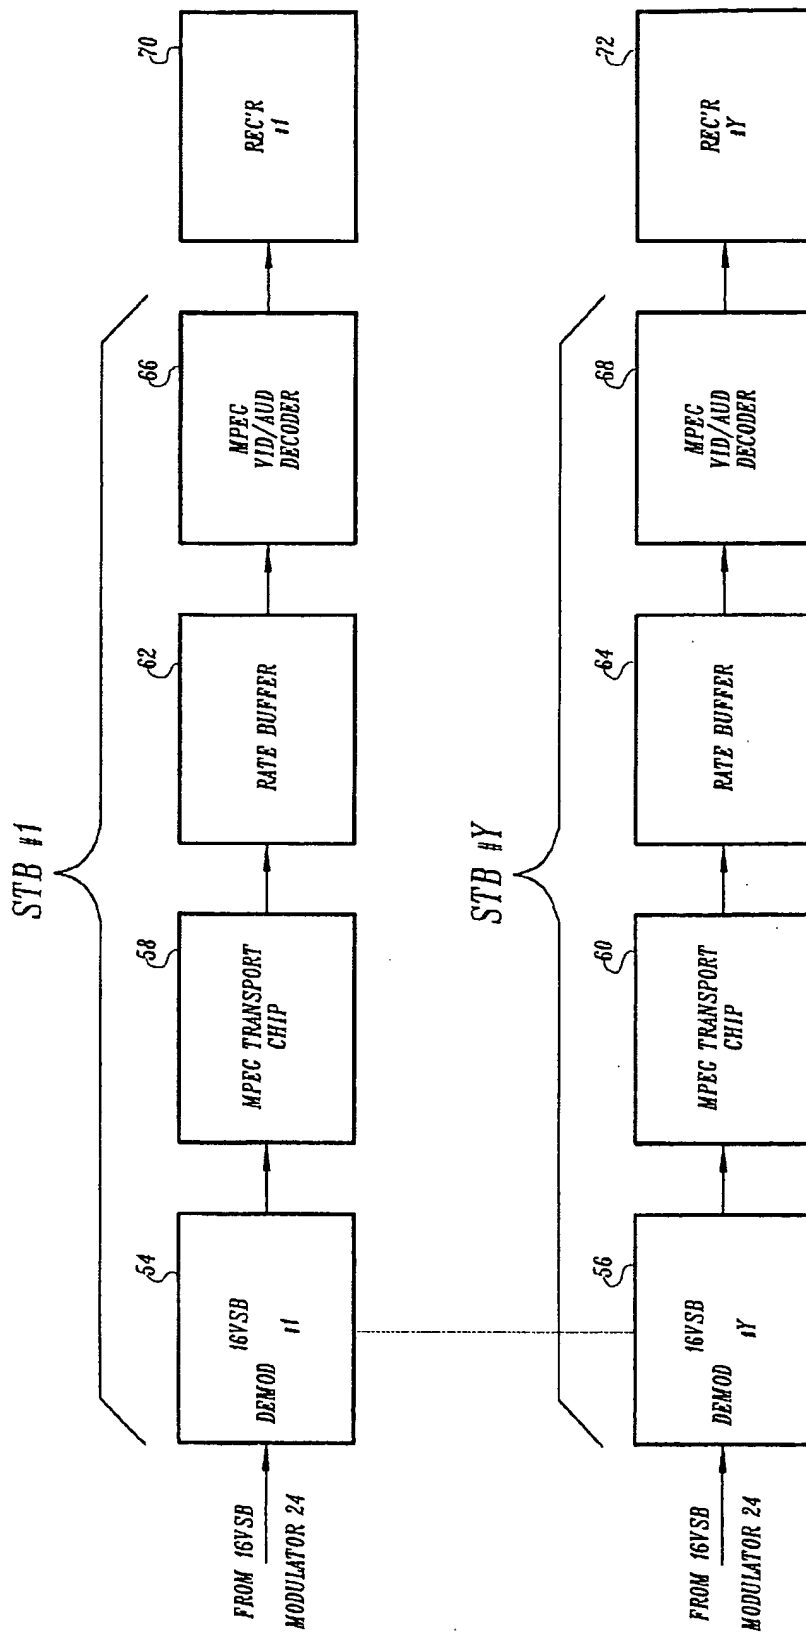 STB #1
FROM 16VSB
MODULATOR 24
54
16VSB
DEMOD #1
58
MPEG TRANSPORT
CHIP
62
RATE BUFFER
66
MPEG
VID/AUD
DECODER
70
REC'R
#1
STB #Y
FROM 16VSB
MODULATOR 24
56
16VSB
DEMOD #Y
60
MPEG TRANSPORT
CHIP
64
RATE BUFFER
68
MPEG
VID/AUD
DECODER
72
REC'R
#Y